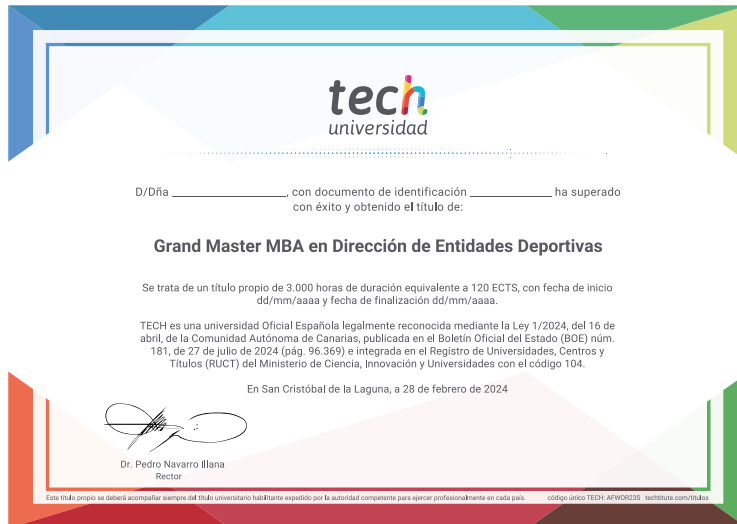 tech
universidad
D/Dña ____________________, con documento de identificación ______________ ha superado
con éxito y obtenido el título de:
Grand Master MBA en Dirección de Entidades Deportivas
Se trata de un título propio de 3.000 horas de duración equivalente a 120 ECTS, con fecha de inicio
dd/mm/aaaa y fecha de finalización dd/mm/aaaa.
TECH es una universidad Oficial Española legalmente reconocida mediante la Ley 1/2024, del 16 de
abril, de la Comunidad Autónoma de Canarias, publicada en el Boletín Oficial del Estado (BOE) núm.
181, de 27 de julio de 2024 (pág. 96.369) e integrada en el Registro de Universidades, Centros y
Títulos (RUCT) del Ministerio de Ciencia, Innovación y Universidades con el código 104.
En San Cristóbal de la Laguna, a 28 de febrero de 2024
Dr. Pedro Navarro Illana
Rector
Este título propio se deberá acompañar siempre del título universitario habilitante expedido por la autoridad competente para ejercer profesionalmente en cada país. código único TECH: AFWOR23S techtitute.com/titulos